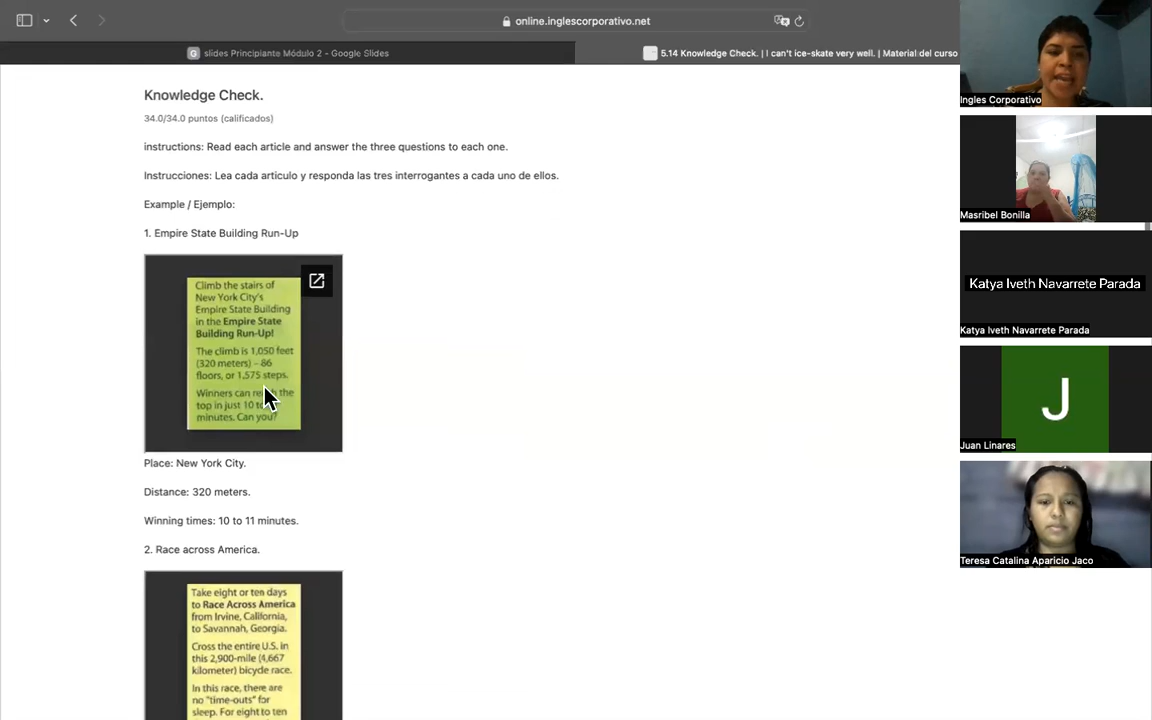 online.inglescorporativo.net
slides Principiante Módulo 2 - Google Slides
5.14 Knowledge Check. | I can't ice-skate very well. | Material del curso
Knowledge Check.
34.0/34.0 puntos (calificados)
instructions: Read each article and answer the three questions to each one.
Instrucciones: Lea cada articulo y responda las tres interrogantes a cada uno de ellos.
Example / Ejemplo:
1. Empire State Building Run-Up
Climb the stairs of
New York City's
Empire State Building
in the Empire State
Building Run-Up!
The climb is 1,050 feet
(320 meters) – 86
floors, or 1,575 steps.
Winners can the
top in just 10
minutes. Can you?
Place: New York City.
Distance: 320 meters.
Winning times: 10 to 11 minutes.
2. Race across America.
Take eight or ten days
to Race Across America
from Irvine, California,
to Savannah, Georgia.
Cross the entire U.S. in
this 2,900-mile (4,667
kilometer) bicycle race.
In this race, there are
no "time-outs" for
sleep. For eight to ten
Ingles Corporativo
Masribel Bonilla
Katya Iveth Navarrete Parada
Katya Iveth Navarrete Parada
J
Juan Linares
Teresa Catalina Aparicio Jaco